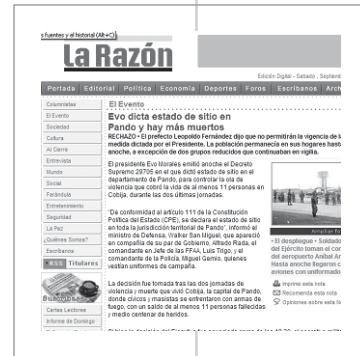 s fuentes y el historial (Alt+C)
La Razón
Edición Digital - Sabado , Septiemb
Portada Editorial Política Economía Deportes Foros Escribanos Arch
Columnistas
El Evento
Sociedad
Cultura
Al Cierre
Entrevista
Mundo
Social
Farándula
Entretenimiento
Seguridad
La Paz
¿Quiénes Somos?
Escríbanos
RSS Titulares
Suscripciones
Cartas Lectores
Informe de Domingo
El Evento
Evo dicta estado de sitio en
Pando y hay más muertos
RECHAZO • El prefecto Leopoldo Fernández dijo que no permitirán la vigencia de la
medida dictada por el Presidente. La población permanecía en sus hogares hasta
anoche, a excepción de dos grupos reducidos que continuaban en vigilia.
El presidente Evo Morales emitió anoche el Decreto
Supremo 29705 en el que dictó estado de sitio en el
departamento de Pando, para controlar la ola de
violencia que cobró la vida de al menos 11 personas en
Cobija, durante las dos últimas jornadas.
“De conformidad al artículo 111 de la Constitución
Política del Estado (CPE), se declara el estado de sitio
en toda la jurisdicción territorial de Pando”, informó el
ministro de Defensa, Walker San Miguel, que apareció
en compañía de su par de Gobierno, Alfredo Rada, el
comandante en Jefe de las FFAA, Luis Trigo, y el
comandante de la Policía, Miguel Gemio, quienes
vestían uniformes de campaña.
La decisión fue tomada tras las dos jornadas de
violencia y muerte que vivió Cobija, la capital de Pando,
donde cívicos y masistas se enfrentaron con armas de
fuego, con un saldo de al menos 11 personas fallecidas
y medio centenar de heridos.
Ampliar Fo
• El despliegue • Soldado
del Ejército toman el con
del aeropuerto Aníbal Ar
Hasta anoche llegaron c
aviones con uniformado
Imprima esta nota
Recomienda esta nota
Opiniones sobre esta N